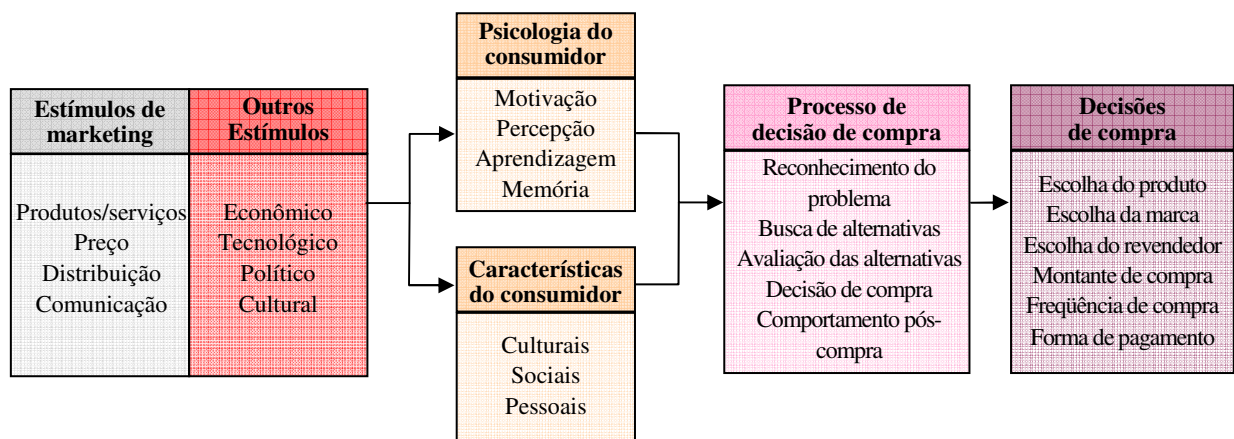 Estímulos de
marketing
Produtos/serviços
Preço
Distribuição
Comunicação
Outros
Estímulos
Econômico
Tecnológico
Político
Cultural
Psicologia do
consumidor
Motivação
Percepção
Aprendizagem
Memória
Características
do consumidor
Culturais
Sociais
Pessoais
Processo de
decisão de compra
Reconhecimento do
problema
Busca de alternativas
Avaliação das alternativas
Decisão de compra
Comportamento pós-
compra
Decisões
de compra
Escolha do produto
Escolha da marca
Escolha do revendedor
Montante de compra
Freqüência de compra
Forma de pagamento